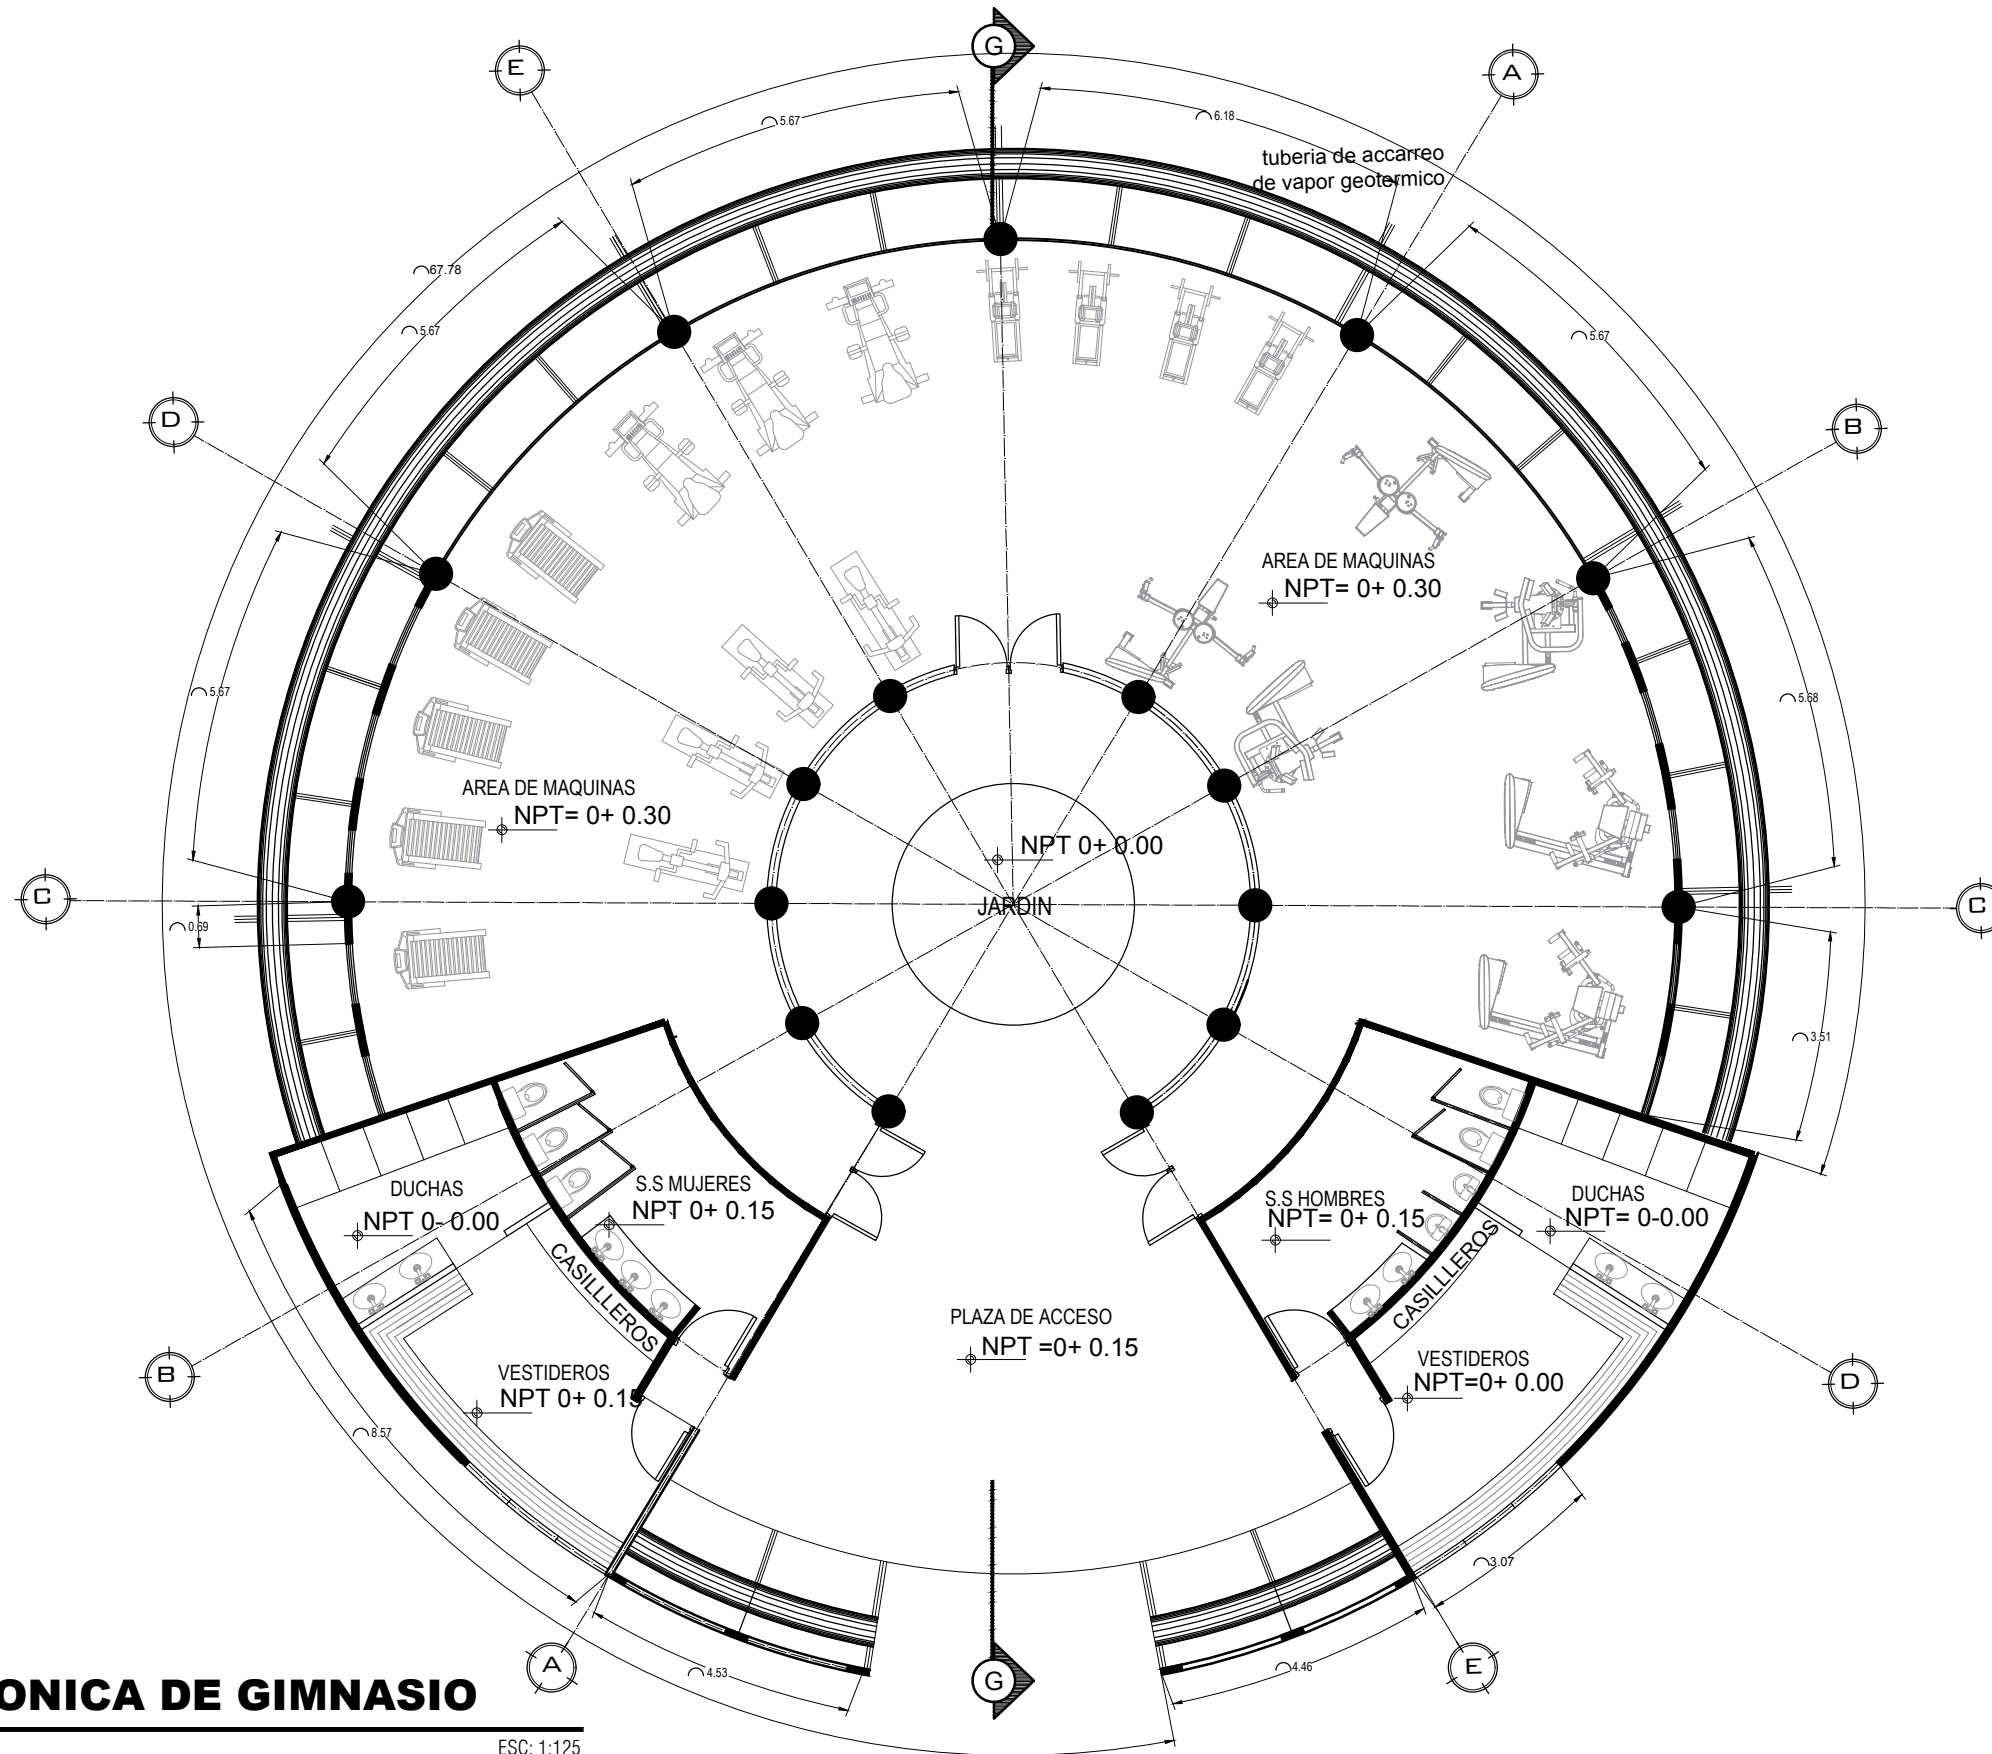 G
E
A
5.67
6.18
tuberia de accarreo
de vapor geotermico
67.78
5.67
5.67
D
B
AREA DE MAQUINAS
NPT= 0+ 0.30
5.67
5.68
AREA DE MAQUINAS
NPT= 0+ 0.30
NPT 0+ 0.00
JARDIN
C
C
0.69
3.51
DUCHAS
NPT 0- 0.00
S.S MUJERES
NPT 0+ 0.15
S.S HOMBRES
NPT= 0+ 0.15
DUCHAS
NPT= 0-0.00
CASILLLEROS
CASILLLEROS
PLAZA DE ACCESO
NPT =0+ 0.15
VESTIDEROS
NPT 0+ 0.15
VESTIDEROS
NPT=0+ 0.00
B
D
8.57
3.07
A
E
4.53
4.46
G
ONICA DE GIMNASIO
ESC: 1:125